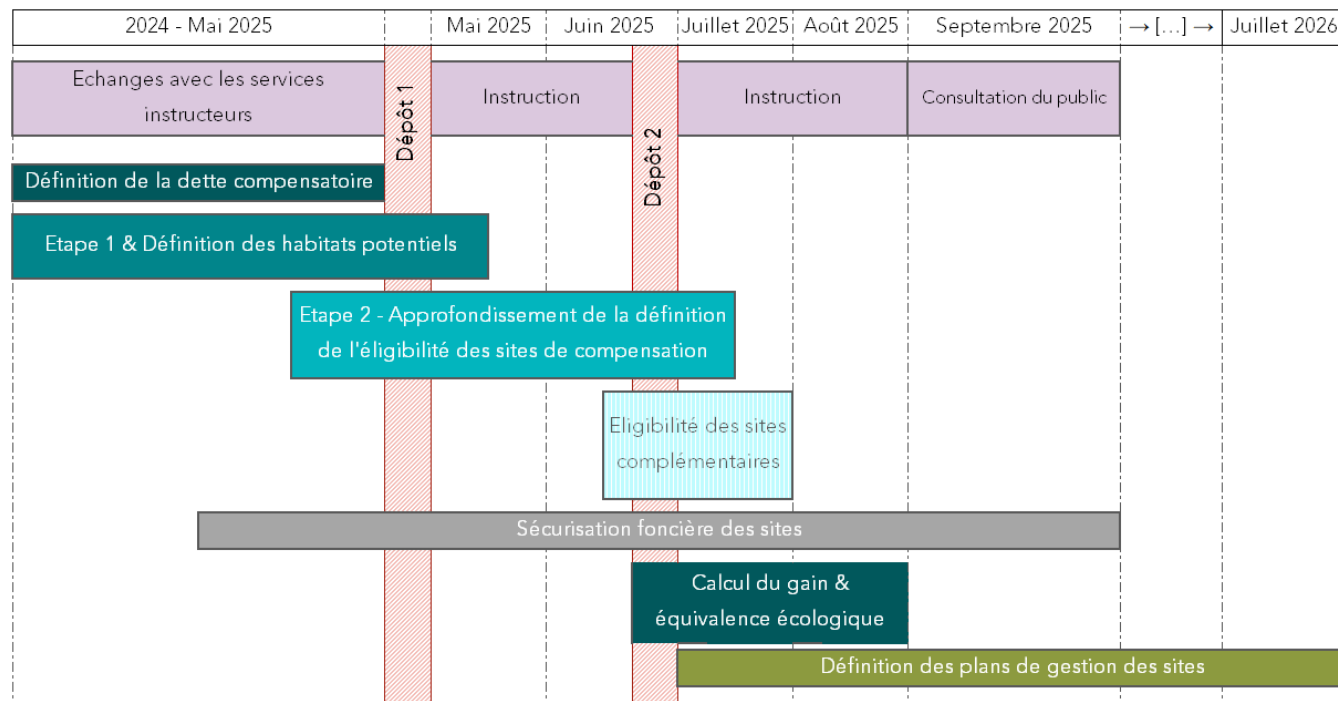 2024 - Mai 2025
Mai 2025
Juin 2025
Juillet 2025
Août 2025
Septembre 2025
→ [...] →
Juillet 2026
Echanges avec les services
instructeurs
Dépôt 1
Instruction
Dépôt 2
Instruction
Consultation du public
Définition de la dette compensatoire
Etape 1 & Définition des habitats potentiels
Etape 2 - Approfondissement de la définition
de l'éligibilité des sites de compensation
Eligibilité des sites
complémentaires
Sécurisation foncière des sites
Calcul du gain &
équivalence écologique
Définition des plans de gestion des sites